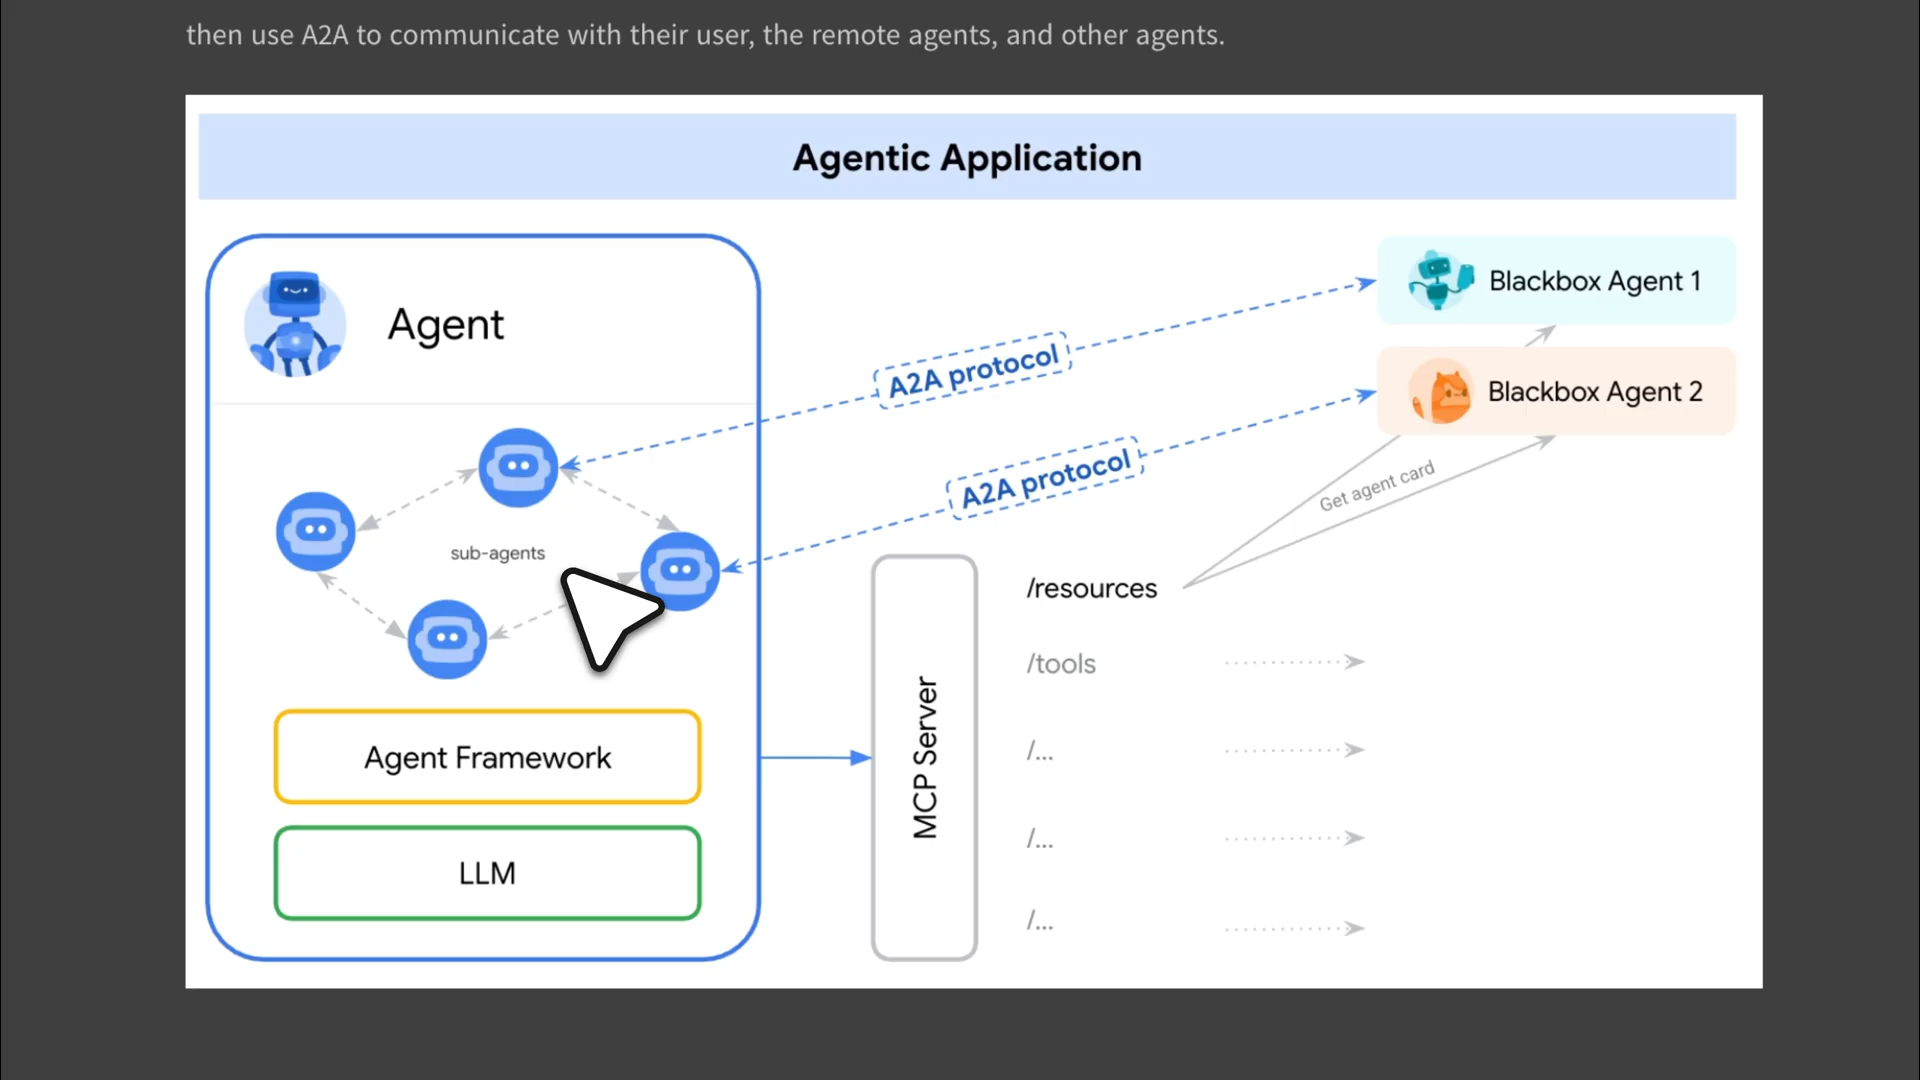 then use A2A to communicate with their user, the remote agents, and other agents.
Agentic Application
Agent
sub-agents
Agent Framework
LLM
A2A protocol
A2A protocol
Blackbox Agent 1
Blackbox Agent 2
Get agent card
MCP Server
/resources
/tools
/...
/...
/...